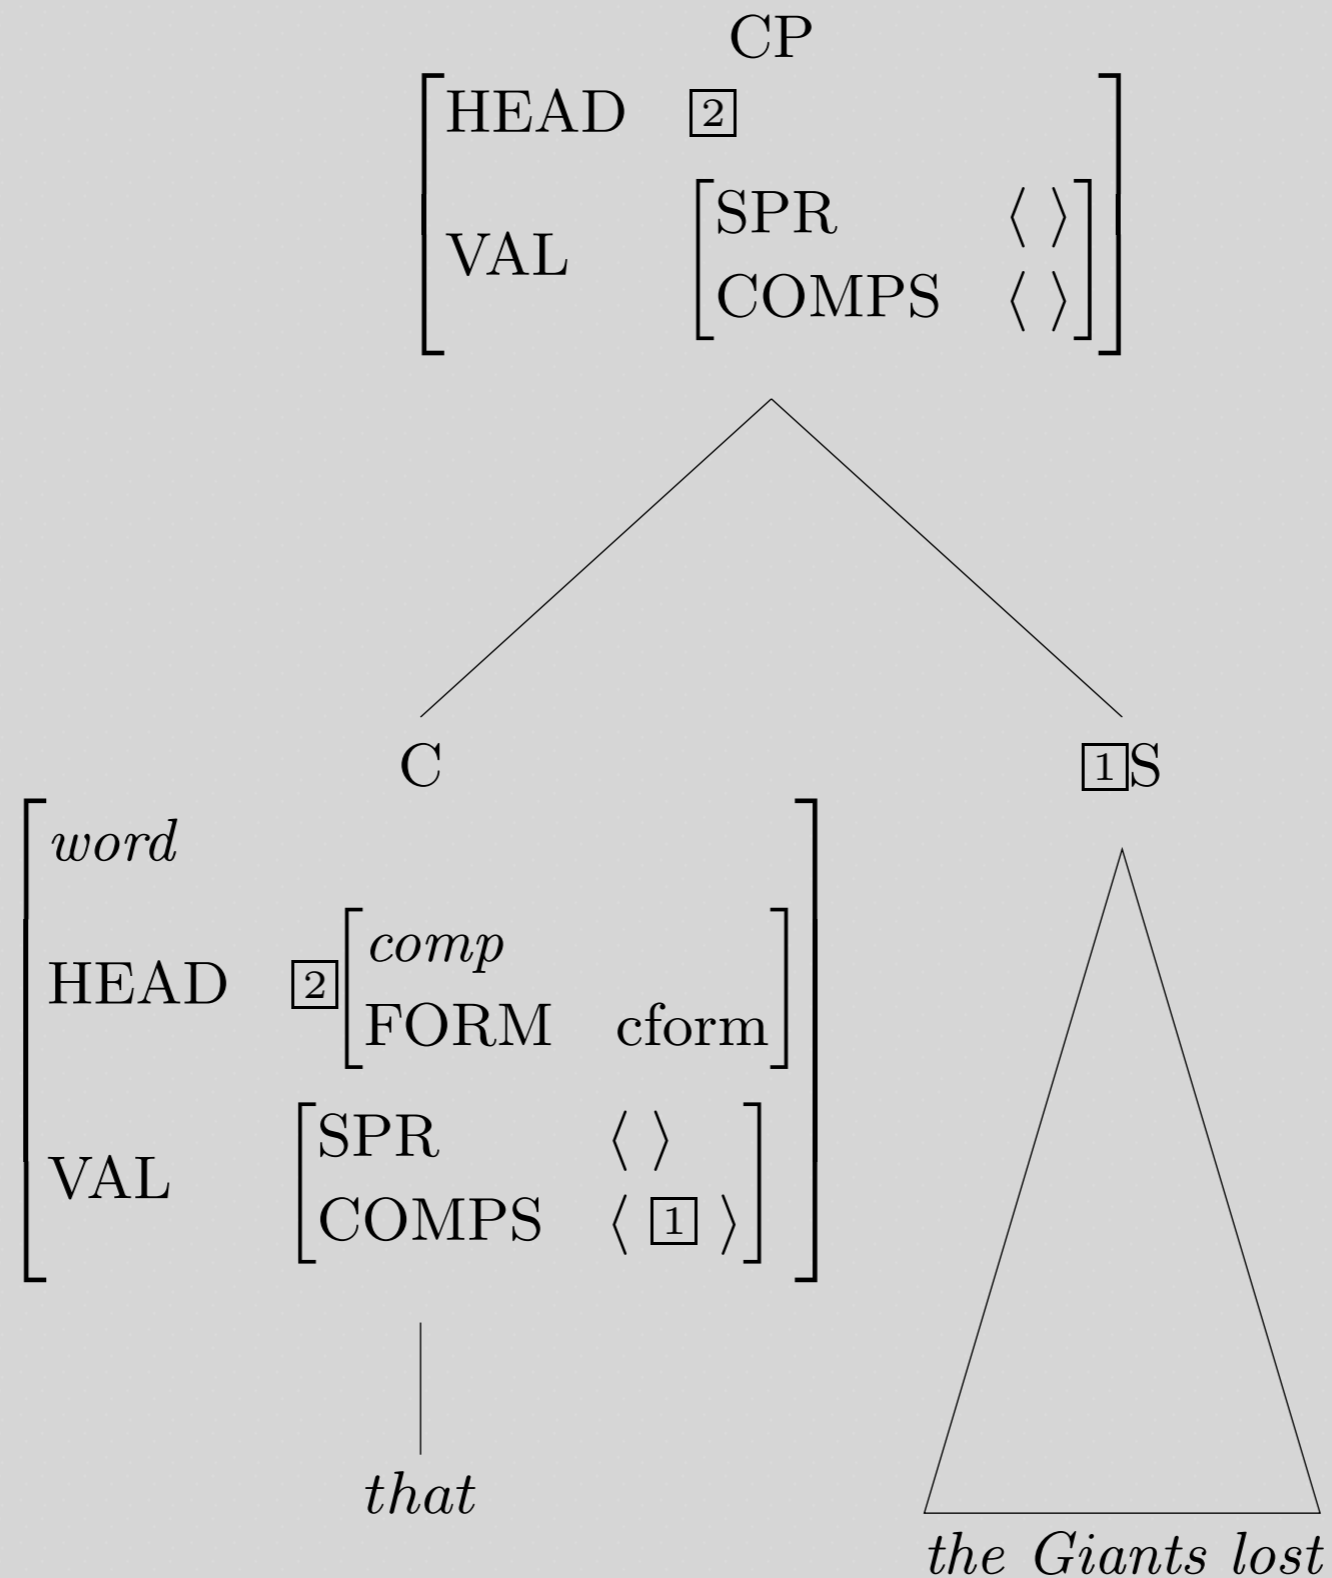 CP
HEAD 2
VAL SPR ⟨ ⟩
COMPS ⟨ ⟩
C
word
HEAD 2 comp
FORM cform
VAL SPR ⟨ ⟩
COMPS ⟨ 1 ⟩
that
1 S
the Giants lost